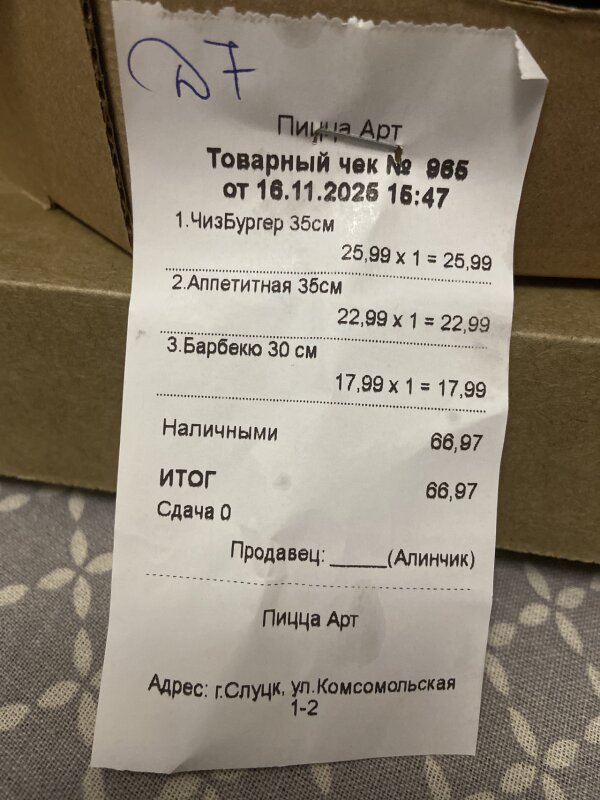 Д7
Пицца Арт
Товарный чек № 965
от 16.11.2025 15:47
1.ЧизБургер 35см
25,99 x 1 = 25,99
2.Аппетитная 35см
22,99 x 1 = 22,99
3.Барбекю 30 см
17,99 x 1 = 17,99
Наличными 66,97
ИТОГ 66,97
Сдача 0
Продавец: _____(Алинчик)
Пицца Арт
Адрес: г.Слуцк, ул.Комсомольская
1-2